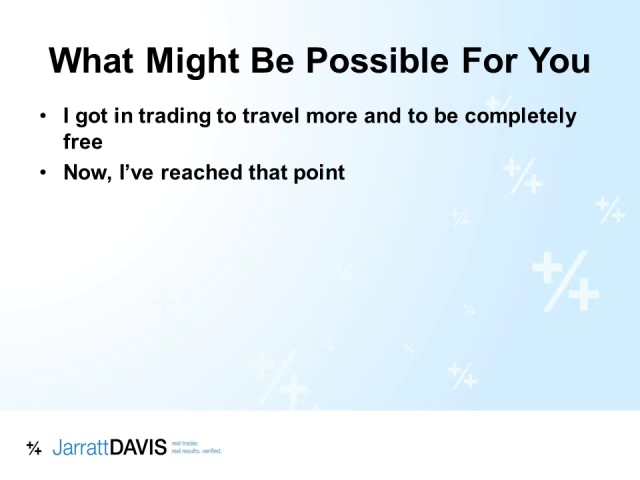 What Might Be Possible For You
• I got in trading to travel more and to be completely
free
• Now, I’ve reached that point
JarrattDAVIS
real trades.
real results, verified.